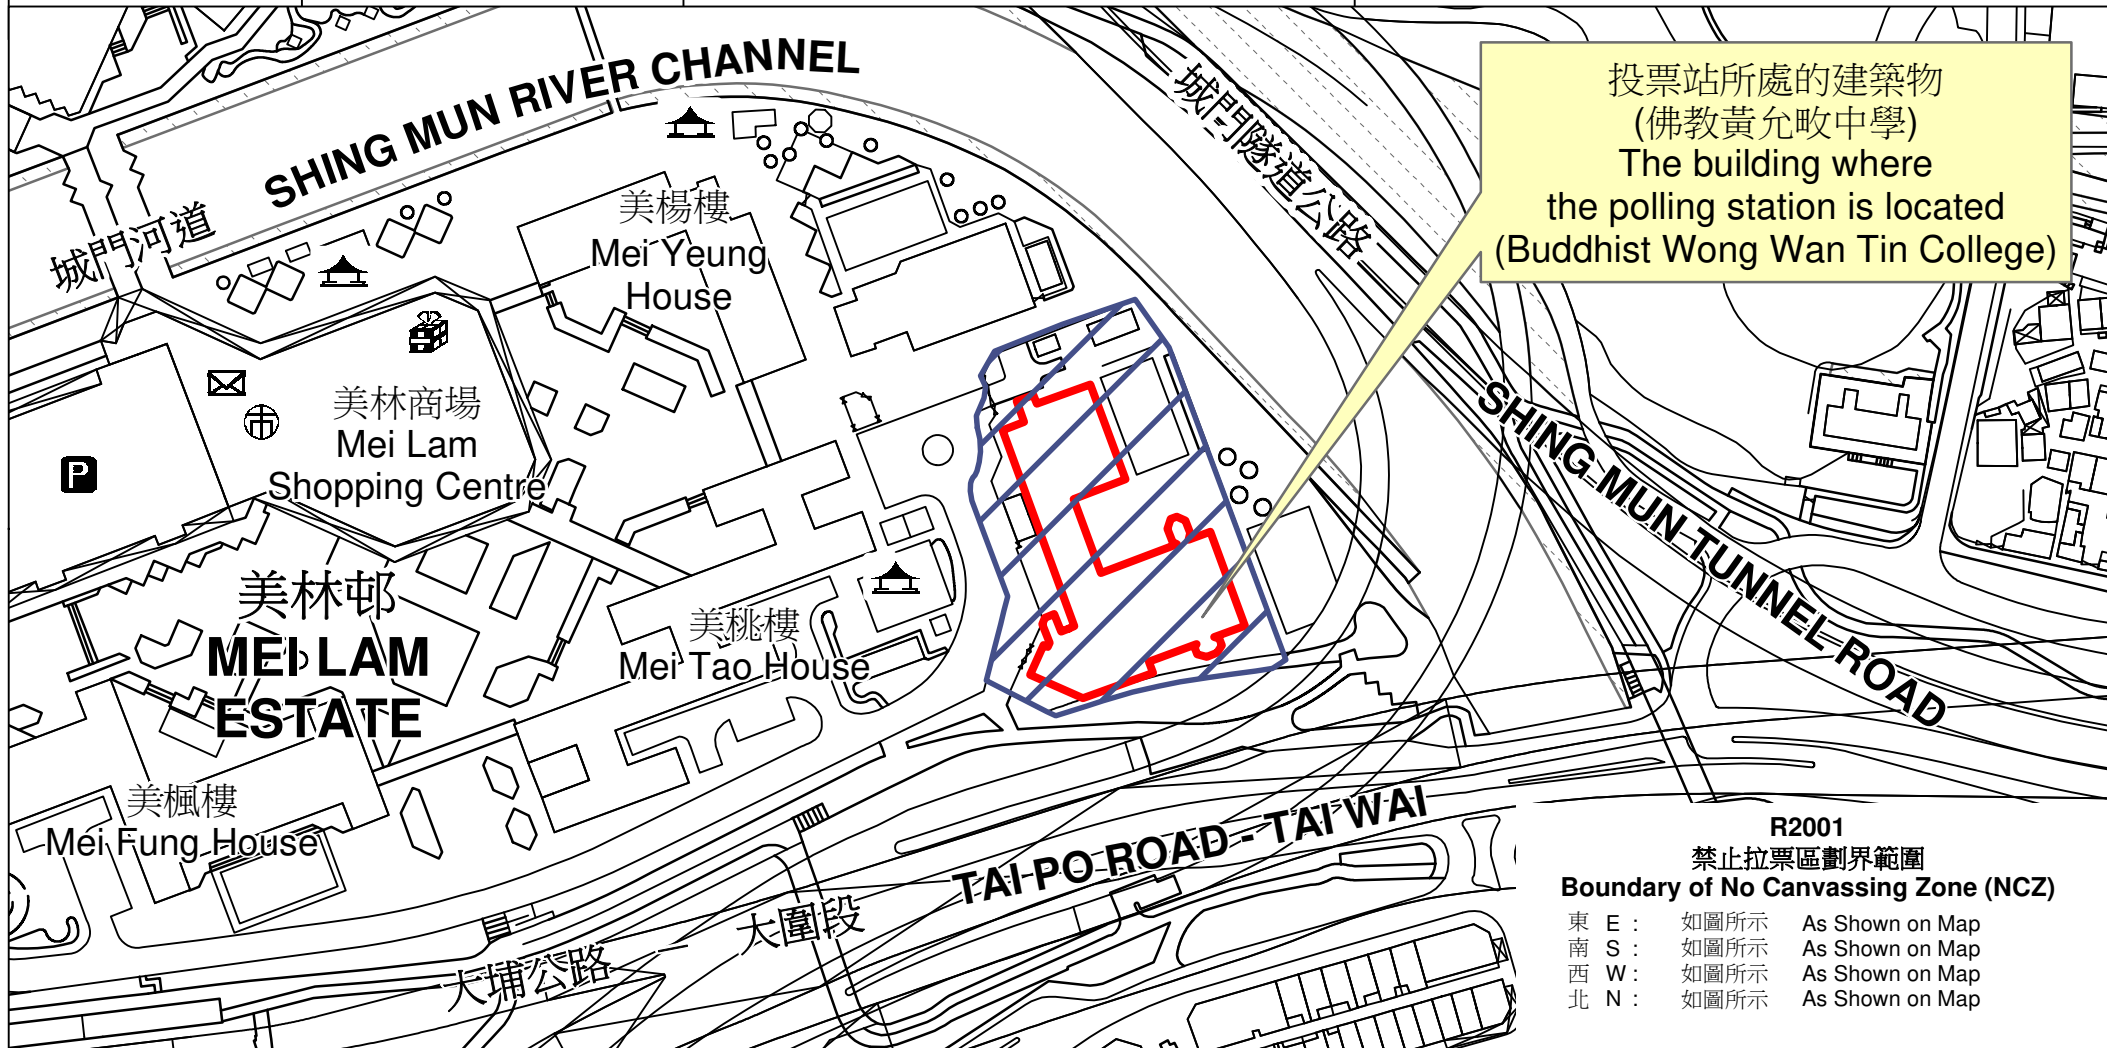 SHING MUN RIVER CHANNEL
城門河道
城門隧道公路
投票站所處的建築物
(佛教黃允畋中學)
The building where
the polling station is located
(Buddhist Wong Wan Tin College)
美楊樓
Mei Yeung
House
美林商場
Mei Lam
Shopping Centre
P
市
SHING MUN TUNNEL ROAD
美林邨
MEI LAM
ESTATE
美桃樓
Mei Tao House
美楓樓
Mei Fung House
TAI PO ROAD - TAI WAI
大圍段
大埔公路
R2001
禁止拉票區劃界範圍
Boundary of No Canvassing Zone (NCZ)
東 E : 如圖所示 As Shown on Map
南 S : 如圖所示 As Shown on Map
西 W : 如圖所示 As Shown on Map
北 N : 如圖所示 As Shown on Map